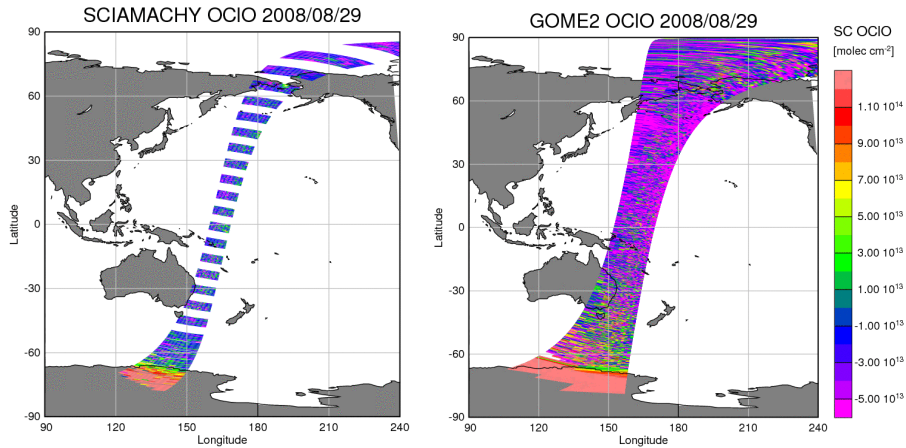 SCIAMACHY OClO 2008/08/29
GOME2 OClO 2008/08/29
SC OClO
[molec cm-2]
90
60
30
0
-30
-60
-90
Latitude
90 120 150 180 210 240
Longitude
90
60
30
0
-30
-60
-90
Latitude
90 120 150 180 210 240
Longitude
1.10 10¹⁴
9.00 10¹³
7.00 10¹³
5.00 10¹³
3.00 10¹³
1.00 10¹³
-1.00 10¹³
-3.00 10¹³
-5.00 10¹³